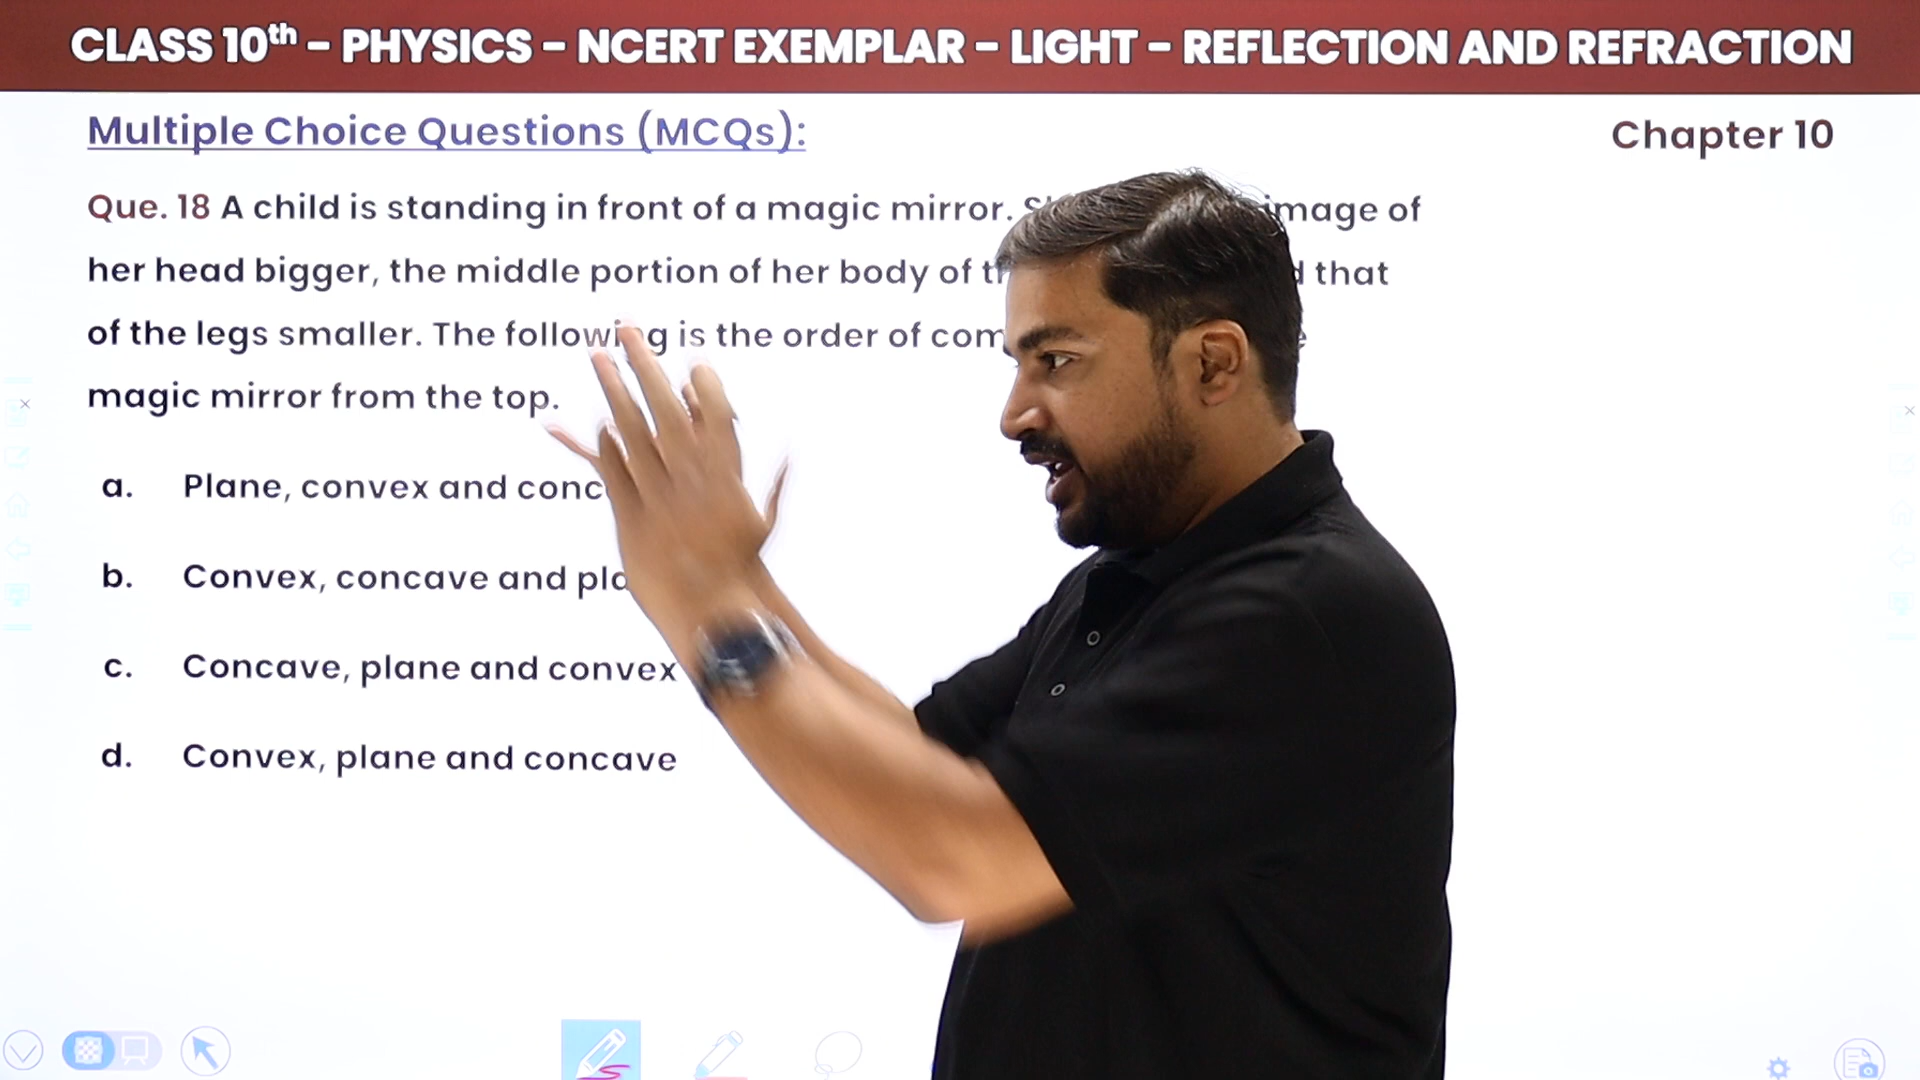 CLASS 10th – PHYSICS – NCERT EXEMPLAR – LIGHT – REFLECTION AND REFRACTION
Multiple Choice Questions (MCQs):
Chapter 10
Que. 18 A child is standing in front of a magic mirror. image of
her head bigger, the middle portion of her body of that
of the legs smaller. The following is the order of
magic mirror from the top.
a. Plane, convex and
b. Convex, concave and
c. Concave, plane and convex
d. Convex, plane and concave